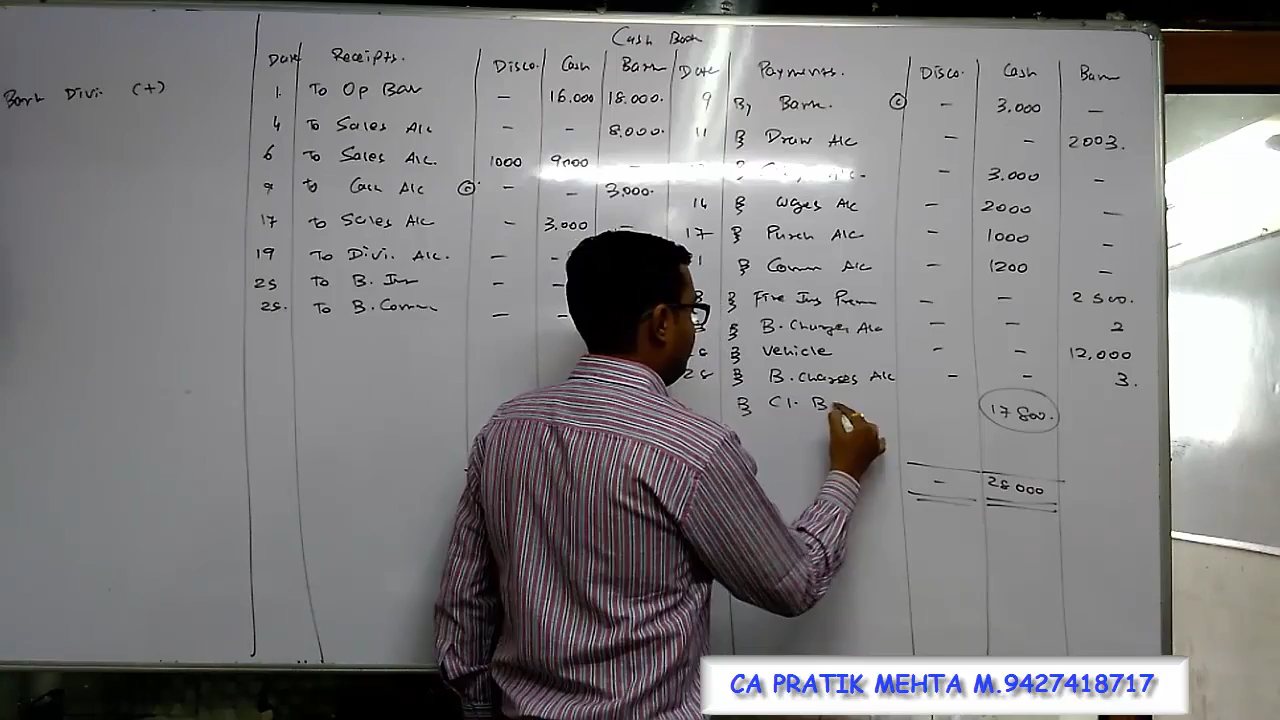 Cash Book
Bank Divi. (+)
Date Receipts. Disco. Cash Bank Date Payments. Disco. Cash Bank
1. To Op Bal — 16.000 18.000. 9 By Bank. (C) - 3.000 —
4 To Sales A/c - - 8.000. 11 By Draw A/c - - 2003.
6 To Sales A/c. 1000 9000 - By - 3.000 -
9 to Cash A/c (C) - - 3.000. 14 By Wages A/c - 2000 —
17 to Sales A/c - 3.000 - 17 By Purch A/c - 1000 -
19 To Divi. A/c. - - By Comm A/c - 1200 -
25 To B. Int - - By Fire Ins Prem - - 2500.
25. To B. Comm - - By B. Charges A/c - - 2
By Vehicle - - 12,000
28 By B. Charges A/c - - 3.
By Cl. B 17800.
- 28000
CA PRATIK MEHTA M.9427418717